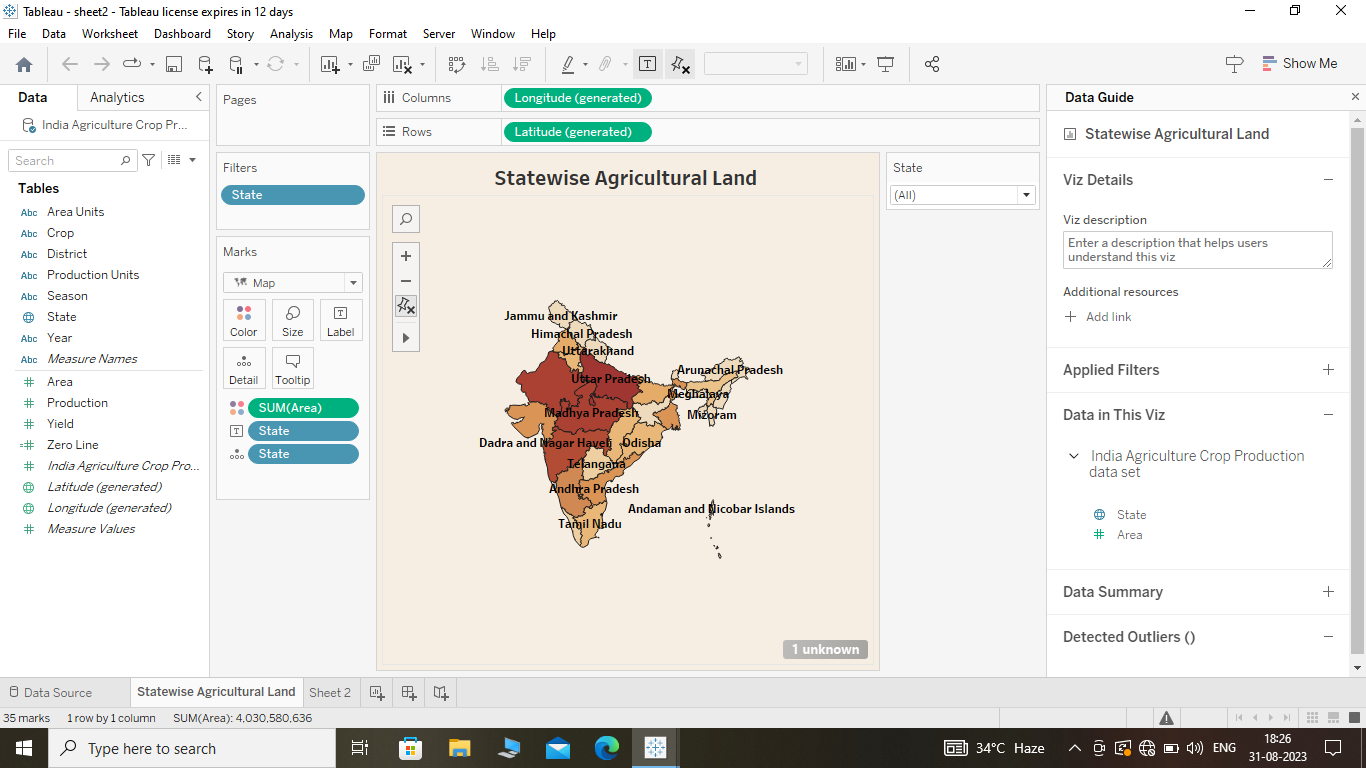 Tableau - sheet2 - Tableau license expires in 12 days
File Data Worksheet Dashboard Story Analysis Map Format Server Window Help
Show Me
Data Analytics
India Agriculture Crop Pr...
Search
Tables
Abc Area Units
Abc Crop
Abc District
Abc Production Units
Abc Season
State
Abc Year
Abc Measure Names
Area
Production
Yield
Zero Line
India Agriculture Crop Pro...
Latitude (generated)
Longitude (generated)
Measure Values
Pages
Filters
State
Marks
Map
Color Size Label
Detail Tooltip
SUM(Area)
State
State
Columns Longitude (generated)
Rows Latitude (generated)
Statewise Agricultural Land
Jammu and Kashmir
Himachal Pradesh
Uttarakhand
Arunachal Pradesh
Uttar Pradesh
Meghalaya
Madhya Pradesh
Mizoram
Dadra and Nagar Haveli
Odisha
Telangana
Andhra Pradesh
Andaman and Nicobar Islands
Tamil Nadu
1 unknown
State
(All)
Data Guide
Statewise Agricultural Land
Viz Details
Viz description
Enter a description that helps users
understand this viz
Additional resources
Add link
Applied Filters
Data in This Viz
India Agriculture Crop Production
data set
State
Area
Data Summary
Detected Outliers ()
Data Source Statewise Agricultural Land Sheet 2
35 marks 1 row by 1 column SUM(Area): 4,030,580,636
Type here to search
34°C Haze
ENG
18:26
31-08-2023